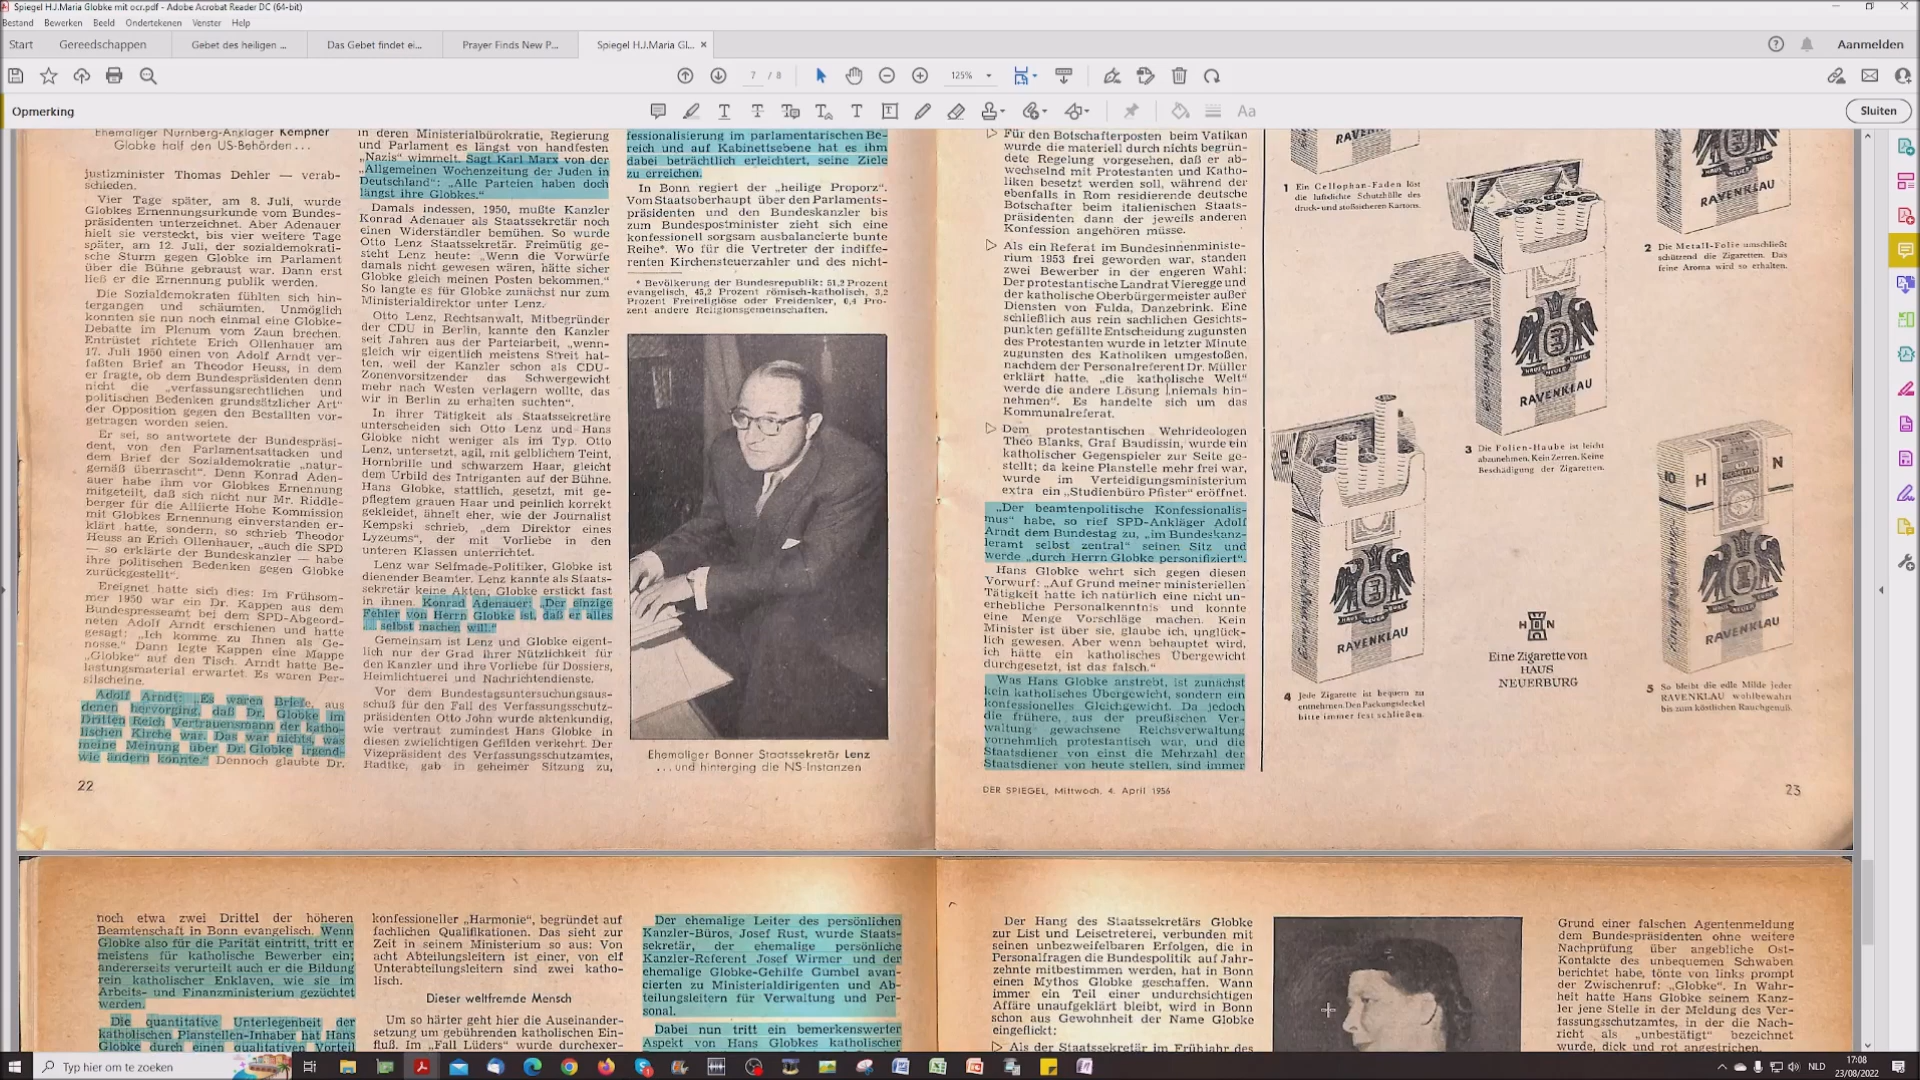 Spiegel H.J.Maria Globke mit ocr.pdf - Adobe Acrobat Reader DC (64-bit)
Bestand Bewerken Beeld Ondertekenen Venster Help
Start Gereedschappen Gebet des heiligen ... Das Gebet findet ei... Prayer Finds New P... Spiegel H.J.Maria Gl... × Aanmelden
7 / 8 125%
Opmerking Sluiten
Ehemaliger Nürnberg-Ankläger Kempner
Globke half den US-Behörden ...
justizminister Thomas Dehler — verab-
schieden.
Vier Tage später, am 8. Juli, wurde
Globkes Ernennungsurkunde vom Bundes-
präsidenten unterzeichnet. Aber Adenauer
hielt sie versteckt, bis vier weitere Tage
später, am 12. Juli, der sozialdemokrati-
sche Sturm gegen Globke im Parlament
über die Bühne gebraust war. Dann erst
ließ er die Ernennung publik werden.
Die Sozialdemokraten fühlten sich hin-
tergangen und schäumten. Unmöglich
konnten sie nun noch einmal eine Globke-
Debatte im Plenum vom Zaun brechen.
Entrüstet richtete Erich Ollenhauer am
17. Juli 1950 einen von Adolf Arndt ver-
faßten Brief an Theodor Heuss, in dem
er fragte, ob dem Bundespräsidenten denn
nicht die „verfassungsrechtlichen und
politischen Bedenken grundsätzlicher Art“
der Opposition gegen den Bestallten vor-
getragen worden seien.
Er sei, so antwortete der Bundespräsi-
dent, von den Parlamentsattacken und
dem Brief der Sozialdemokratie „natur-
gemäß überrascht“. Denn Konrad Aden-
auer habe ihm vor Globkes Ernennung
mitgeteilt, daß sich nicht nur Mr. Riddle-
berger für die Alliierte Hohe Kommission
mit Globkes Ernennung einverstanden er-
klärt hatte, sondern, so schrieb Theodor
Heuss an Erich Ollenhauer, „auch die SPD
— so erklärte der Bundeskanzler — habe
ihre politischen Bedenken gegen Globke
zurückgestellt“.
Ereignet hatte sich dies: Im Frühsom-
mer 1950 war ein Dr. Kappen aus dem
Bundespresseamt bei dem SPD-Abgeord-
neten Adolf Arndt erschienen und hatte
gesagt: „Ich komme zu Ihnen als Ge-
nosse.“ Dann legte Kappen eine Mappe
„Globke“ auf den Tisch. Arndt hatte Be-
lastungsmaterial erwartet. Es waren Per-
silscheine.
Adolf Arndt: „Es waren Briefe, aus
denen hervorging, daß Dr. Globke im
Dritten Reich Vertrauensmann der katho-
lischen Kirche war. Das war nichts, was
meine Meinung über Dr. Globke irgend-
wie ändern konnte.“ Dennoch glaubte Dr.
22
in deren Ministerialbürokratie, Regierung
und Parlament es längst von handfesten
„Nazis“ wimmelt. Sagt Karl Marx von der
„Allgemeinen Wochenzeitung der Juden in
Deutschland“: „Alle Parteien haben doch
längst ihre Globkes.“
Damals indessen, 1950, mußte Kanzler
Konrad Adenauer als Staatssekretär noch
einen Widerständler bemühen. So wurde
Otto Lenz Staatssekretär. Freimütig ge-
steht Lenz heute: „Wenn die Vorwürfe
damals nicht gewesen wären, hätte sicher
Globke gleich meinen Posten bekommen.“
So langte es für Globke zunächst nur zum
Ministerialdirektor unter Lenz.
Otto Lenz, Rechtsanwalt, Mitbegründer
der CDU in Berlin, kannte den Kanzler
seit Jahren aus der Parteiarbeit, „wenn-
gleich wir eigentlich meistens Streit hat-
ten, weil der Kanzler schon als CDU-
Zonenvorsitzender das Schwergewicht
mehr nach Westen verlagern wollte, das
wir in Berlin zu erhalten suchten“.
In ihrer Tätigkeit als Staatssekretäre
unterscheiden sich Otto Lenz und Hans
Globke nicht weniger als im Typ. Otto
Lenz, untersetzt, agil, mit gelblichem Teint,
Hornbrille und schwarzem Haar, gleicht
dem Urbild des Intriganten auf der Bühne.
Hans Globke, stattlich, gesetzt, mit ge-
pflegtem grauen Haar und peinlich korrekt
gekleidet, ähnelt eher, wie der Journalist
Kempski schrieb, „dem Direktor eines
Lyzeums“, der mit Vorliebe in den
unteren Klassen unterrichtet.
Lenz war Selfmade-Politiker, Globke ist
dienender Beamter. Lenz kannte als Staats-
sekretär keine Akten; Globke erstickt fast
in ihnen. Konrad Adenauer: „Der einzige
Fehler von Herrn Globke ist, daß er alles
... selbst machen will.“
Gemeinsam ist Lenz und Globke eigent-
lich nur der Grad ihrer Nützlichkeit für
den Kanzler und ihre Vorliebe für Dossiers,
Heimlichtuerei und Nachrichtendienste.
Vor dem Bundestagsuntersuchungsaus-
schuß für den Fall des Verfassungsschutz-
präsidenten Otto John wurde aktenkundig,
wie vertraut zumindest Hans Globke in
diesen zwielichtigen Gefilden verkehrt. Der
Vizepräsident des Verfassungsschutzamtes,
Radtke, gab in geheimer Sitzung zu,
fessionalisierung im parlamentarischen Be-
reich und auf Kabinettsebene hat es ihm
dabei beträchtlich erleichtert, seine Ziele
zu erreichen.
In Bonn regiert der „heilige Proporz“.
Vom Staatsoberhaupt über den Parlaments-
präsidenten und den Bundeskanzler bis
zum Bundespostminister zieht sich eine
konfessionell sorgsam ausbalancierte bunte
Reihe*. Wo für die Vertreter der indiffe-
renten Kirchensteuerzahler und des nicht-
* Bevölkerung der Bundesrepublik: 51,2 Prozent
evangelisch, 45,2 Prozent römisch-katholisch, 3,2
Prozent Freireligiöse oder Freidenker, 0,4 Pro-
zent andere Religionsgemeinschaften.
Ehemaliger Bonner Staatssekretär Lenz
... und hinterging die NS-Instanzen
Für den Botschafterposten beim Vatikan
wurde die materiell durch nichts begrün-
dete Regelung vorgesehen, daß er ab-
wechselnd mit Protestanten und Katho-
liken besetzt werden soll, während der
ebenfalls in Rom residierende deutsche
Botschafter beim italienischen Staats-
präsidenten dann der jeweils anderen
Konfession angehören müsse.
Als ein Referat im Bundesinnenministe-
rium 1953 frei geworden war, standen
zwei Bewerber in der engeren Wahl:
Der protestantische Landrat Vieregge und
der katholische Oberbürgermeister außer
Diensten von Fulda, Danzebrink. Eine
schließlich aus rein sachlichen Gesichts-
punkten gefällte Entscheidung zugunsten
des Protestanten wurde in letzter Minute
zugunsten des Katholiken umgestoßen,
nachdem der Personalreferent Dr. Müller
erklärt hatte, „die katholische Welt“
werde die andere Lösung „niemals hin-
nehmen“. Es handelte sich um das
Kommunalreferat.
Dem protestantischen Wehrideologen
Theo Blanks, Graf Baudissin, wurde ein
katholischer Gegenspieler zur Seite ge-
stellt; da keine Planstelle mehr frei war,
wurde im Verteidigungsministerium
extra ein „Studienbüro Pfister“ eröffnet.
„Der beamtenpolitische Konfessionalis-
mus“ habe, so rief SPD-Ankläger Adolf
Arndt dem Bundestag zu, „im Bundeskanz-
leramt selbst zentral“ seinen Sitz und
werde „durch Herrn Globke personifiziert“.
Hans Globke wehrt sich gegen diesen
Vorwurf: „Auf Grund meiner ministeriellen
Tätigkeit hatte ich natürlich eine nicht un-
erhebliche Personalkenntnis und konnte
eine Menge Vorschläge machen. Kein
Minister ist über sie, glaube ich, unglück-
lich gewesen. Aber wenn behauptet wird,
ich hätte ein katholisches Übergewicht
durchgesetzt, ist das falsch.“
Was Hans Globke anstrebt, ist zunächst
kein katholisches Übergewicht, sondern ein
konfessionelles Gleichgewicht. Da jedoch
die frühere, aus der preußischen Ver-
waltung gewachsene Reichsverwaltung
vornehmlich protestantisch war, und die
Staatsdiener von einst die Mehrzahl der
Staatsdiener von heute stellen, sind immer
DER SPIEGEL, Mittwoch, 4. April 1956
RAVENKLAU
1 Ein Cellophan-Faden löst
die luftdichte Schutzhülle des
druck- und stoßsicheren Kartons.
RAVENKLAU
2 Die Metall-Folie umschließt
schützend die Zigaretten. Das
feine Aroma wird so erhalten.
RAVENKLAU
3 Die Folien-Haube ist leicht
abzunehmen. Kein Zerren. Keine
Beschädigung der Zigaretten.
RAVENKLAU
4 Jede Zigarette ist bequem zu
entnehmen. Den Packungsdeckel
bitte immer fest schließen.
H N
Eine Zigarette von
HAUS
NEUERBURG
10 H N
RAVENKLAU
5 So bleibt die edle Milde jeder
RAVENKLAU wohlbewahrt
bis zum köstlichen Rauchgenuß.
23
noch etwa zwei Drittel der höheren
Beamtenschaft in Bonn evangelisch. Wenn
Globke also für die Parität eintritt, tritt er
meistens für katholische Bewerber ein;
andererseits verurteilt auch er die Bildung
rein katholischer Enklaven, wie sie im
Arbeits- und Finanzministerium gezüchtet
werden.
Die quantitative Unterlegenheit der
katholischen Planstellen-Inhaber hat Hans
Globke durch einen qualitativen Vorteil
konfessioneller „Harmonie“, begründet auf
fachlichen Qualifikationen. Das sieht zur
Zeit in seinem Ministerium so aus: Von
acht Abteilungsleitern ist einer, von elf
Unterabteilungsleitern sind zwei katho-
lisch.
Dieser weltfremde Mensch
Um so härter geht hier die Auseinander-
setzung um gebührenden katholischen Ein-
fluß. Im „Fall Lüders“ wurde durchexer-
Der ehemalige Leiter des persönlichen
Kanzler-Büros, Josef Rust, wurde Staats-
sekretär, der ehemalige persönliche
Kanzler-Referent Josef Wirmer und der
ehemalige Globke-Gehilfe Gumbel avan-
cierten zu Ministerialdirigenten und Ab-
teilungsleitern für Verwaltung und Per-
sonal.
Dabei nun tritt ein bemerkenswerter
Aspekt von Hans Globkes katholischer
Der Hang des Staatssekretärs Globke
zur List und Leisetreterei, verbunden mit
seinen unbezweifelbaren Erfolgen, die in
Personalfragen die Bundespolitik auf Jahr-
zehnte mitbestimmen werden, hat in Bonn
einen Mythos Globke geschaffen. Wann
immer ein Teil einer undurchsichtigen
Affäre unaufgeklärt bleibt, wird in Bonn
schon aus Gewohnheit der Name Globke
eingeflickt:
Als der Staatssekretär im Frühjahr des
Grund einer falschen Agentenmeldung
dem Bundespräsidenten ohne weitere
Nachprüfung über angebliche Ost-
Kontakte des unbequemen Schwaben
berichtet habe, tönte von links prompt
der Zwischenruf: „Globke“. In Wahr-
heit hatte Hans Globke seinem Kanz-
ler jene Stelle in der Meldung des Ver-
fassungsschutzamtes, in der die Nach-
richt als „unbestätigt“ bezeichnet
wurde, dick und rot angestrichen.
Typ hier om te zoeken
NLD 17:08
23/08/2022